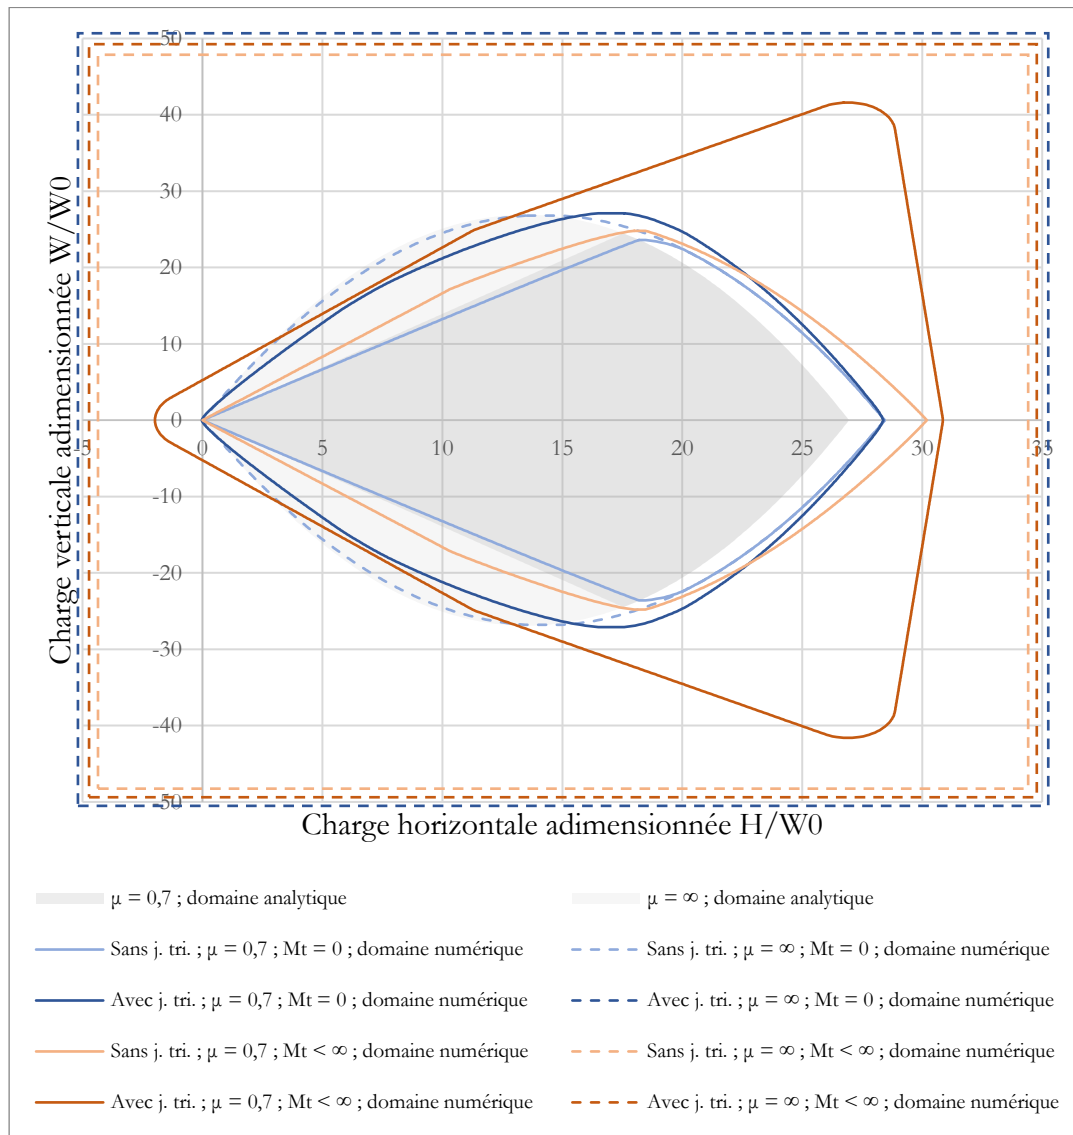 50
40
30
20
10
0
-10
-20
-30
-40
-50
-5 0 5 10 15 20 25 30 35
Charge verticale adimensionnée W/W0
Charge horizontale adimensionnée H/W0
μ = 0,7 ; domaine analytique
μ = ∞ ; domaine analytique
Sans j. tri. ; μ = 0,7 ; Mt = 0 ; domaine numérique
Sans j. tri. ; μ = ∞ ; Mt = 0 ; domaine numérique
Avec j. tri. ; μ = 0,7 ; Mt = 0 ; domaine numérique
Avec j. tri. ; μ = ∞ ; Mt = 0 ; domaine numérique
Sans j. tri. ; μ = 0,7 ; Mt < ∞ ; domaine numérique
Sans j. tri. ; μ = ∞ ; Mt < ∞ ; domaine numérique
Avec j. tri. ; μ = 0,7 ; Mt < ∞ ; domaine numérique
Avec j. tri. ; μ = ∞ ; Mt < ∞ ; domaine numérique